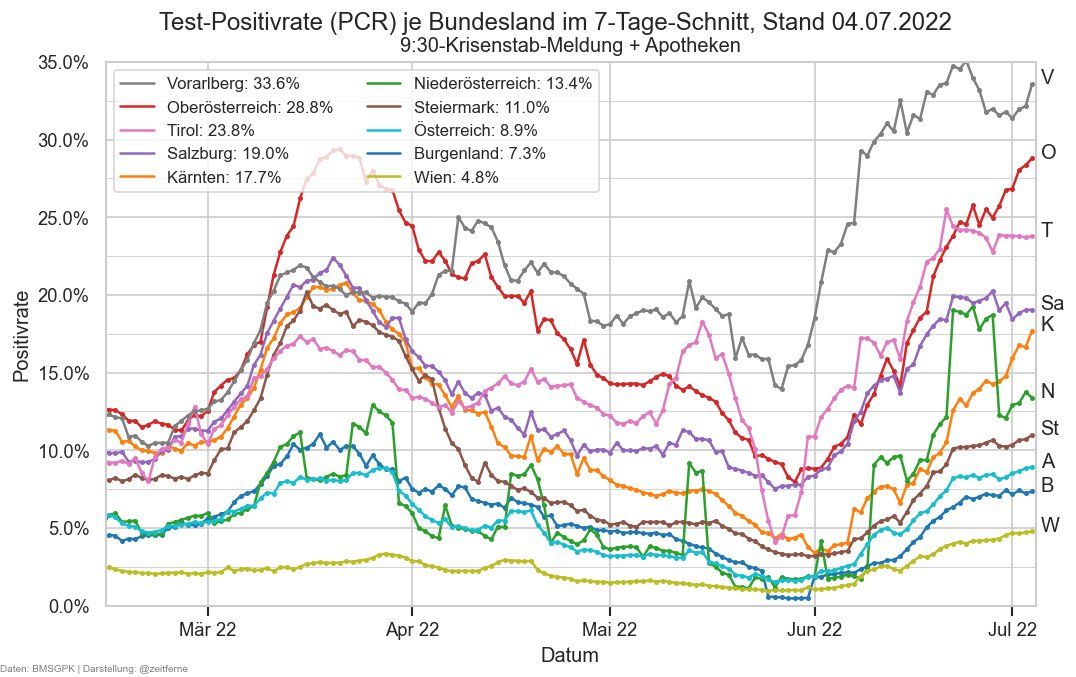 Test-Positivrate (PCR) je Bundesland im 7-Tage-Schnitt, Stand 04.07.2022
9:30-Krisenstab-Meldung + Apotheken
Positivrate
35.0%
30.0%
25.0%
20.0%
15.0%
10.0%
5.0%
0.0%
Vorarlberg: 33.6%
Oberösterreich: 28.8%
Tirol: 23.8%
Salzburg: 19.0%
Kärnten: 17.7%
Niederösterreich: 13.4%
Steiermark: 11.0%
Österreich: 8.9%
Burgenland: 7.3%
Wien: 4.8%
V
O
T
Sa
K
N
St
A
B
W
Mär 22
Apr 22
Mai 22
Jun 22
Jul 22
Datum
Daten: BMSGPK | Darstellung: @zeitferne